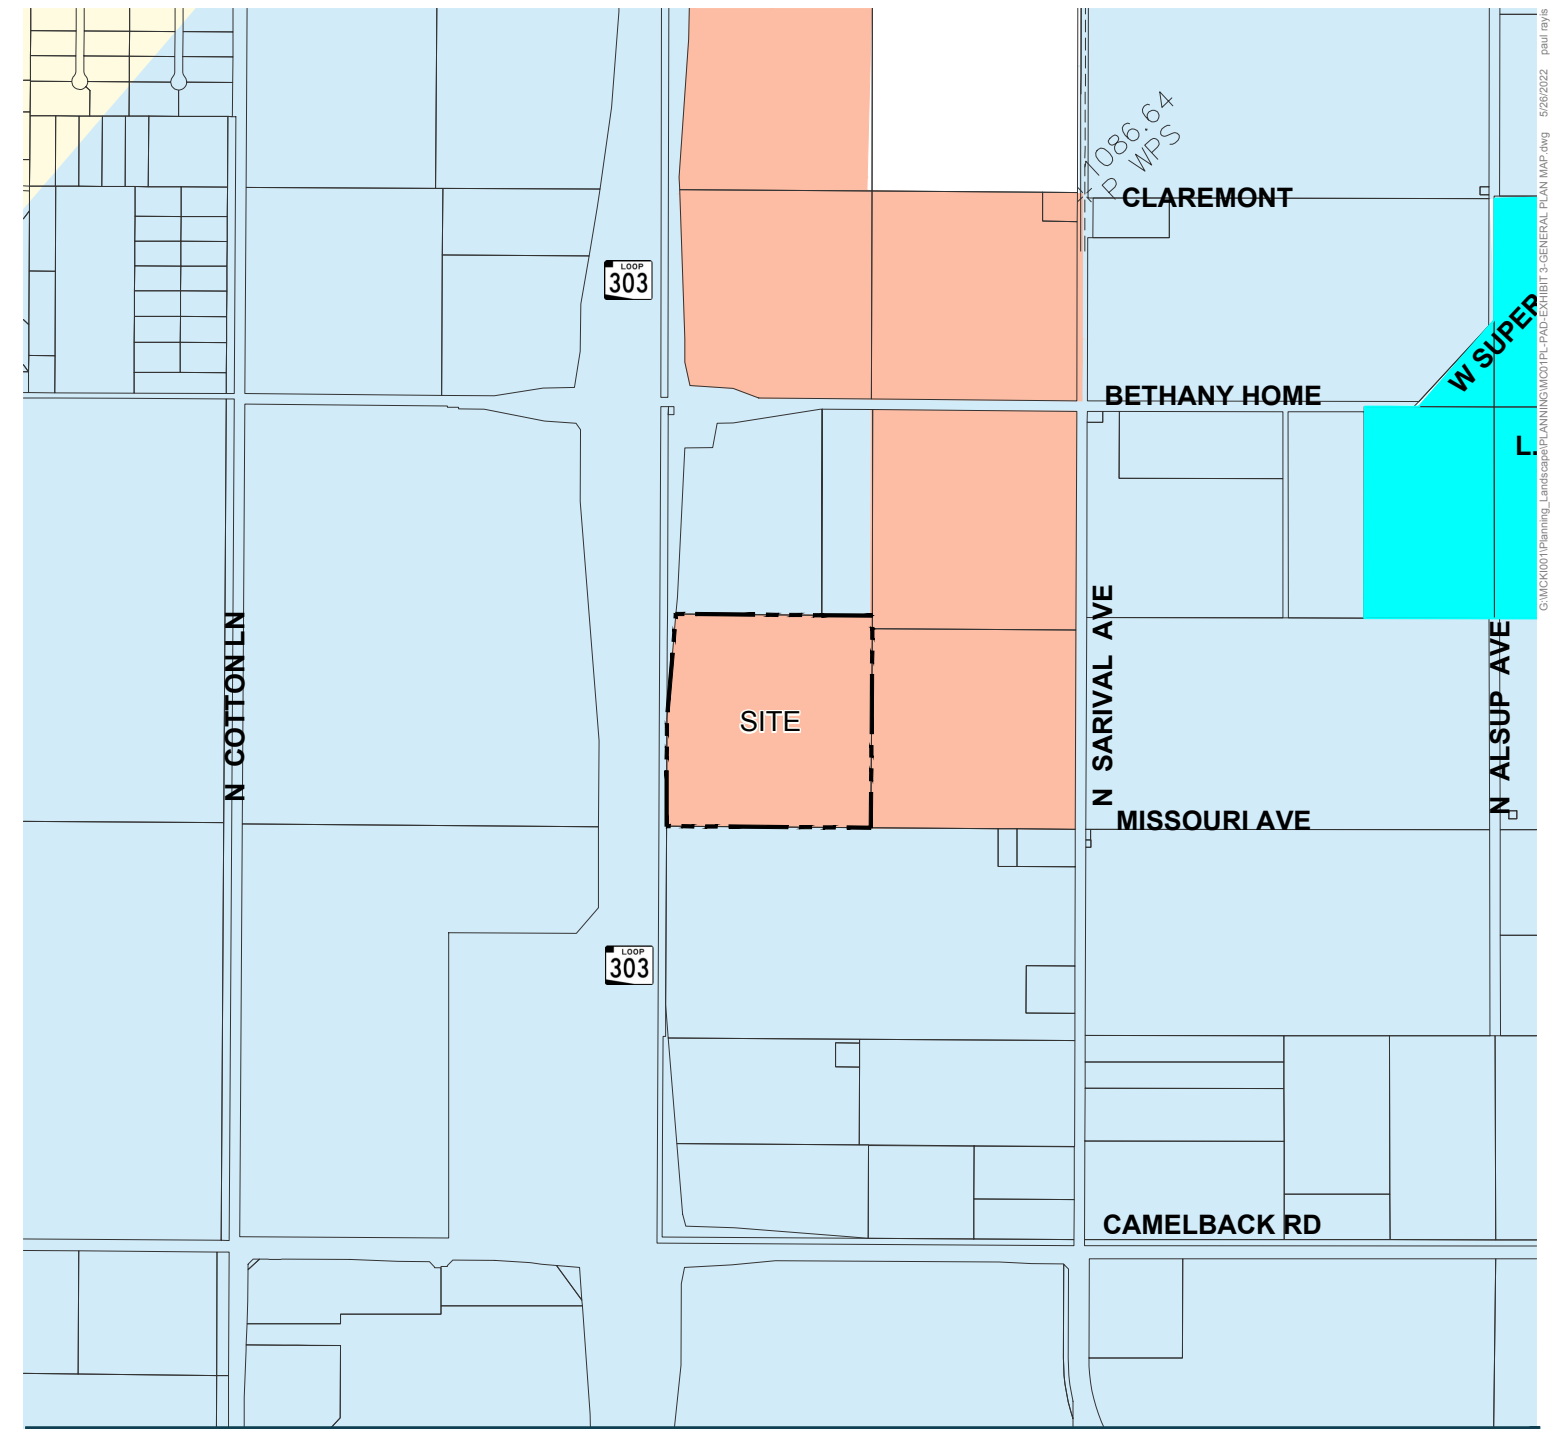 G:\MCKI001\Planning_Landscape\PLANNING\MC01PL-PAD-EXHIBIT 3-GENERAL PLAN MAP.dwg 5/26/2022 paul rayis
1086.64
P WPS
CLAREMONT
LOOP
303
W SUPER
BETHANY HOME
L.
N COTTON LN
N SARIVAL AVE
N ALSUP AVE
SITE
MISSOURI AVE
LOOP
303
CAMELBACK RD